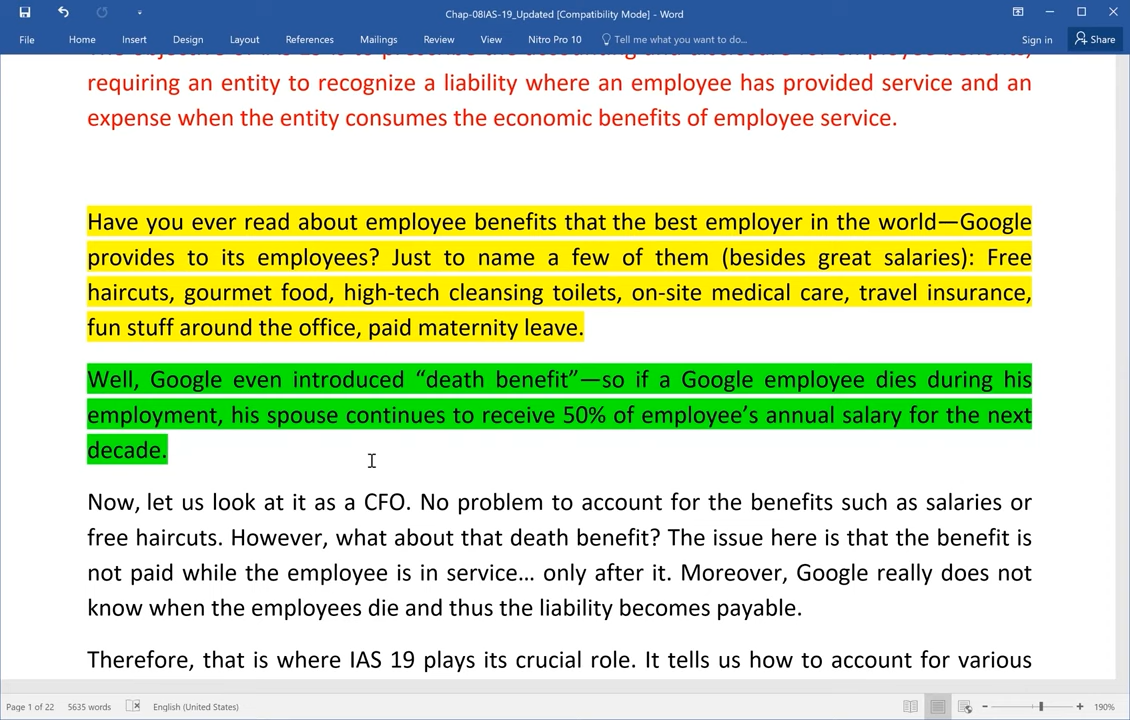 Chap-08IAS-19_Updated [Compatibility Mode] - Word
File Home Insert Design Layout References Mailings Review View Nitro Pro 10 Tell me what you want to do... Sign in Share
requiring an entity to recognize a liability where an employee has provided service and an
expense when the entity consumes the economic benefits of employee service.
Have you ever read about employee benefits that the best employer in the world—Google
provides to its employees? Just to name a few of them (besides great salaries): Free
haircuts, gourmet food, high-tech cleansing toilets, on-site medical care, travel insurance,
fun stuff around the office, paid maternity leave.
Well, Google even introduced “death benefit”—so if a Google employee dies during his
employment, his spouse continues to receive 50% of employee’s annual salary for the next
decade.
Now, let us look at it as a CFO. No problem to account for the benefits such as salaries or
free haircuts. However, what about that death benefit? The issue here is that the benefit is
not paid while the employee is in service… only after it. Moreover, Google really does not
know when the employees die and thus the liability becomes payable.
Therefore, that is where IAS 19 plays its crucial role. It tells us how to account for various
Page 1 of 22 5635 words English (United States) 190%